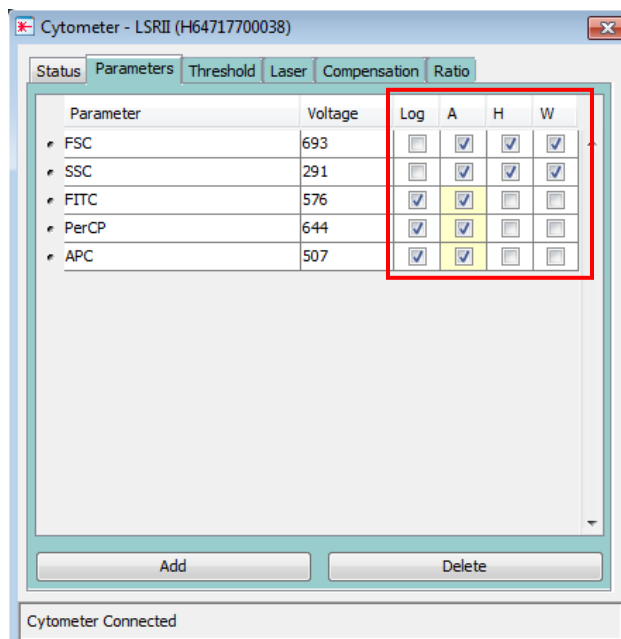 Cytometer - LSRII (H64717700038)
Status Parameters Threshold Laser Compensation Ratio
Parameter Voltage Log A H W
FSC 693
SSC 291
FITC 576
PerCP 644
APC 507
Add Delete
Cytometer Connected